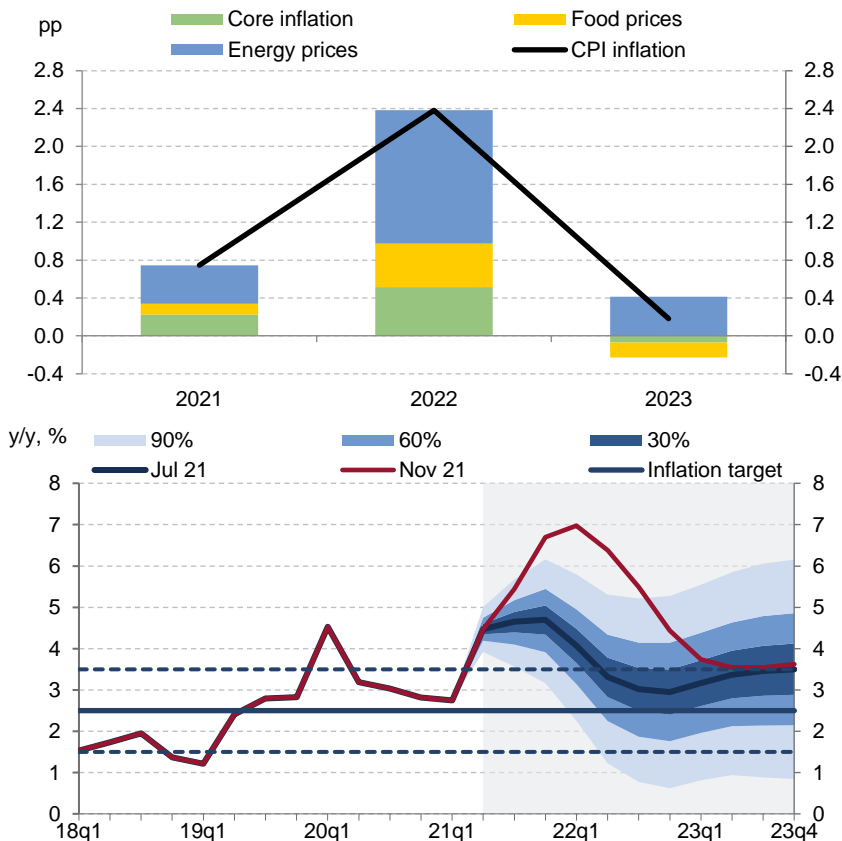 pp
Core inflation Food prices
Energy prices CPI inflation
2.8 2.8
2.4 2.4
2.0 2.0
1.6 1.6
1.2 1.2
0.8 0.8
0.4 0.4
0.0 0.0
-0.4 -0.4
2021 2022 2023
y/y, % 90% 60% 30%
Jul 21 Nov 21 Inflation target
8 8
7 7
6 6
5 5
4 4
3 3
2 2
1 1
0 0
18q1 19q1 20q1 21q1 22q1 23q1 23q4